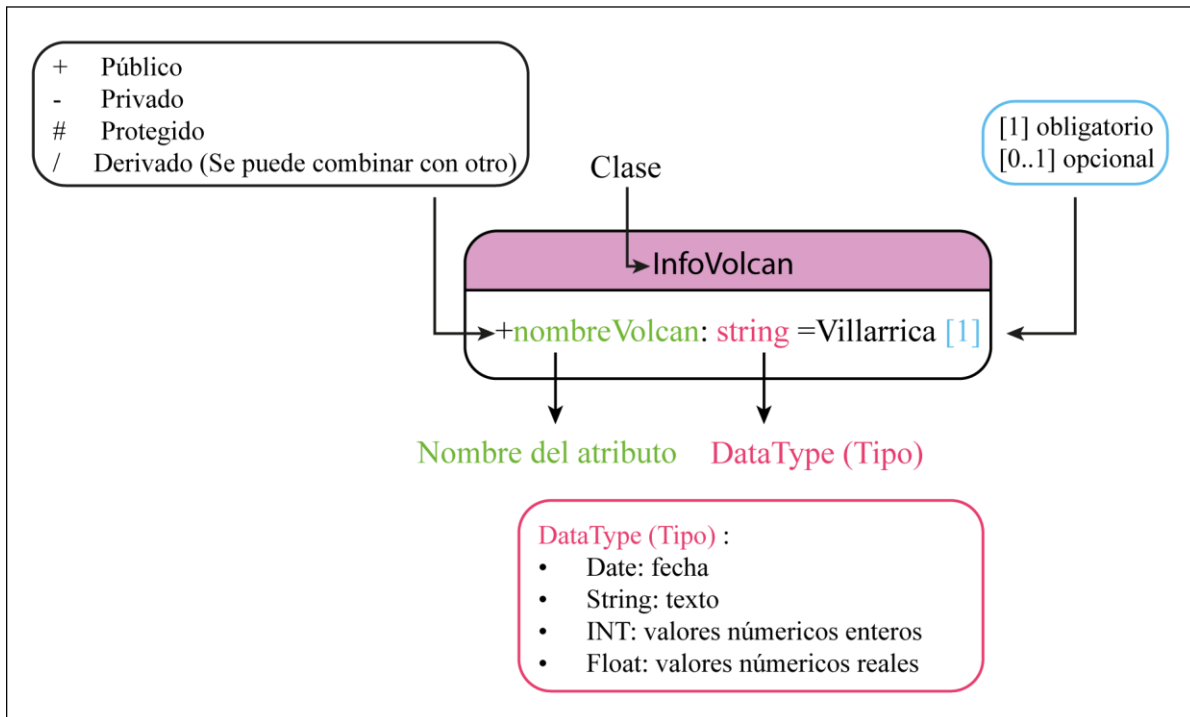 + Público
- Privado
# Protegido
/ Derivado (Se puede combinar con otro)
[1] obligatorio
[0..1] opcional
Clase
InfoVolcan
+nombreVolcan: string =Villarrica [1]
Nombre del atributo
DataType (Tipo)
DataType (Tipo) :
• Date: fecha
• String: texto
• INT: valores númericos enteros
• Float: valores númericos reales